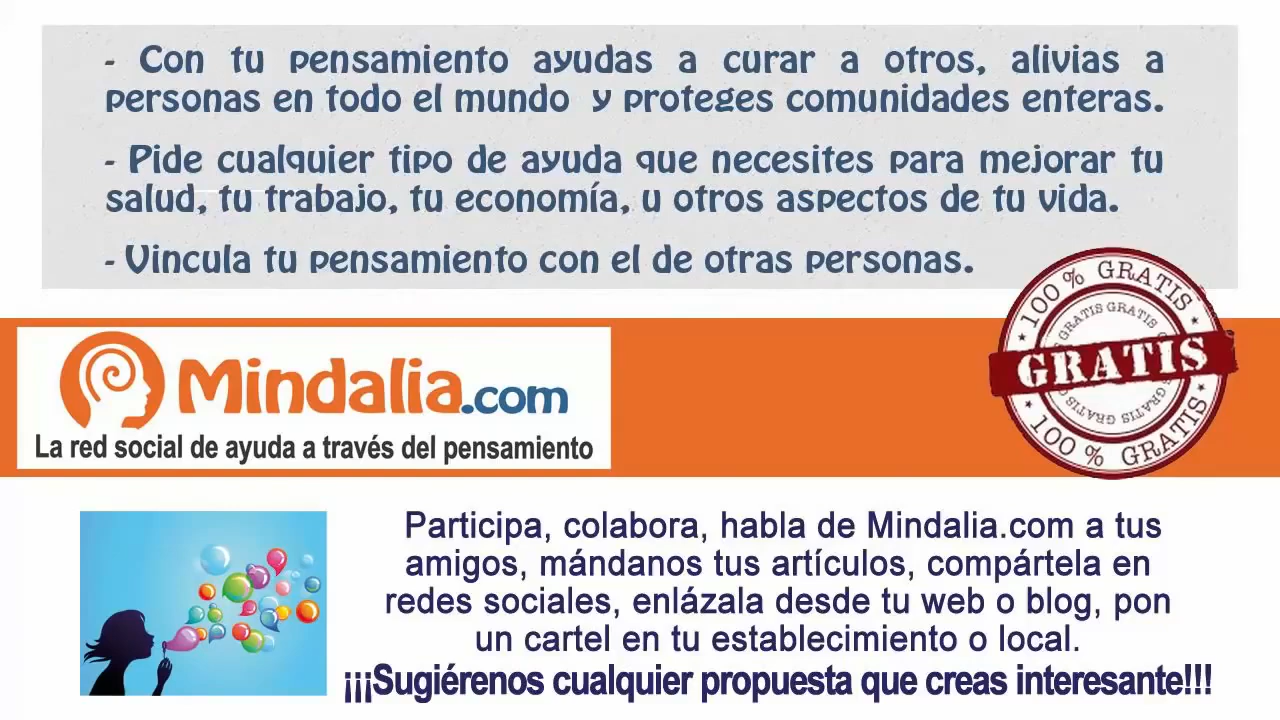 - Con tu pensamiento ayudas a curar a otros, alivias a
personas en todo el mundo y proteges comunidades enteras.
- Pide cualquier tipo de ayuda que necesites para mejorar tu
salud, tu trabajo, tu economía, u otros aspectos de tu vida.
- Vincula tu pensamiento con el de otras personas.
100 % GRATIS
GRATIS GRATIS
GRATIS
GRATIS GRATIS
100 % GRATIS
Mindalia.com
La red social de ayuda a través del pensamiento
Participa, colabora, habla de Mindalia.com a tus
amigos, mándanos tus artículos, compártela en
redes sociales, enlázala desde tu web o blog, pon
un cartel en tu establecimiento o local.
¡¡¡Sugiérenos cualquier propuesta que creas interesante!!!